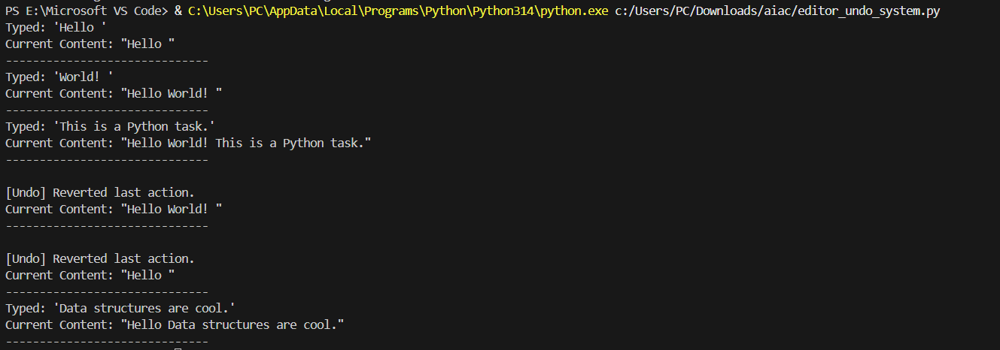 PS E:\Microsoft VS Code> & C:\Users\PC\AppData\Local\Programs\Python\Python314\python.exe c:/Users/PC/Downloads/aiac/editor_undo_system.py
Typed: 'Hello '
Current Content: "Hello "
------------------------------
Typed: 'World! '
Current Content: "Hello World! "
------------------------------
Typed: 'This is a Python task.'
Current Content: "Hello World! This is a Python task."
------------------------------
[Undo] Reverted last action.
Current Content: "Hello World! "
------------------------------
[Undo] Reverted last action.
Current Content: "Hello "
------------------------------
Typed: 'Data structures are cool.'
Current Content: "Hello Data structures are cool."
------------------------------